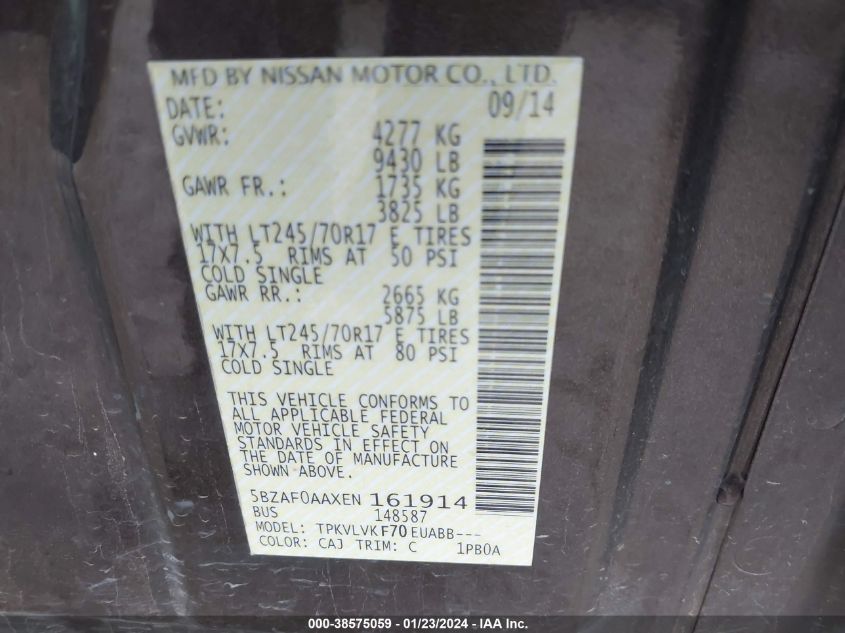 MFD BY NISSAN MOTOR CO., LTD.
DATE: 09/14
GVWR: 4277 KG
9430 LB
GAWR FR.: 1735 KG
3825 LB
WITH LT245/70R17 E TIRES
17X7.5 RIMS AT 50 PSI
COLD SINGLE
GAWR RR.: 2665 KG
5875 LB
WITH LT245/70R17 E TIRES
17X7.5 RIMS AT 80 PSI
COLD SINGLE
THIS VEHICLE CONFORMS TO
ALL APPLICABLE FEDERAL
MOTOR VEHICLE SAFETY
STANDARDS IN EFFECT ON
THE DATE OF MANUFACTURE
SHOWN ABOVE.
5BZAF0AAXEN 161914
BUS 148587
MODEL: TPKVLVKF70EUABB---
COLOR: CAJ TRIM: C 1PB0A
000-38575059 - 01/23/2024 - IAA Inc.